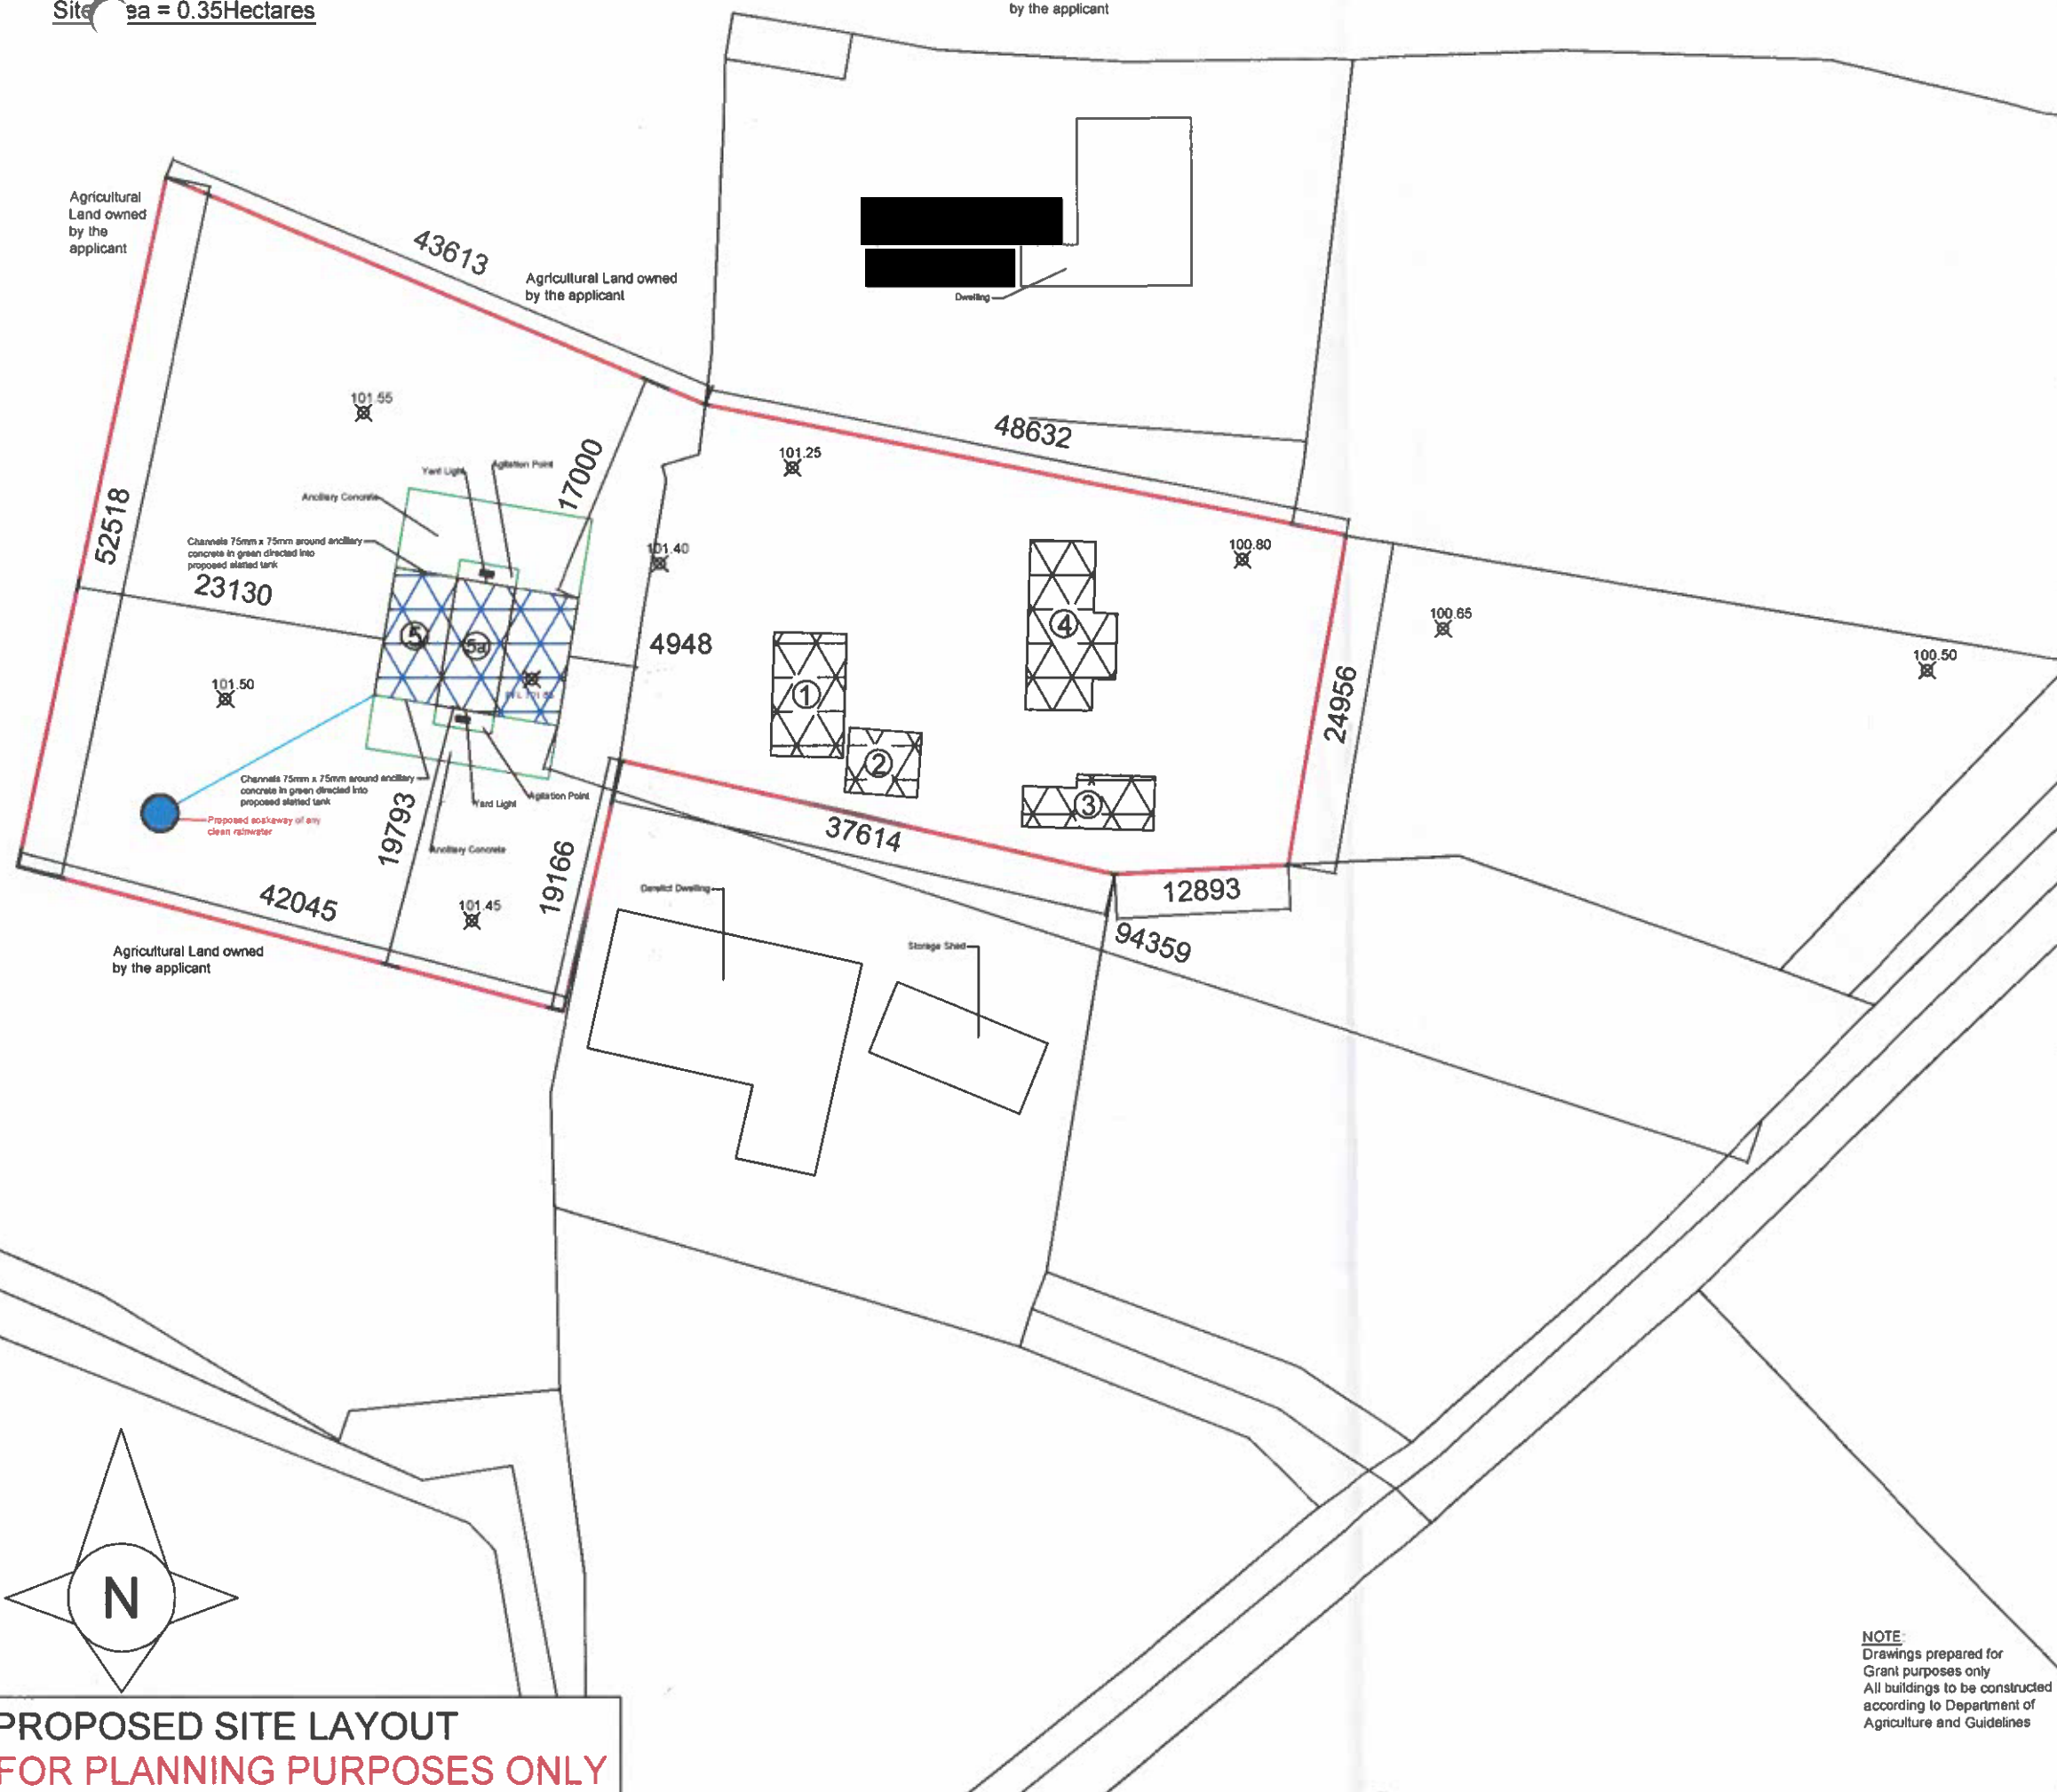 Site ea = 0.35Hectares
by the applicant
Agricultural
Land owned
by the
applicant
43613
Agricultural Land owned
by the applicant
Dwelling
101.55
48632
101.25
17000
Yard Light
Agitation Point
Ancillary Concrete
52518
Channels 75mm x 75mm around ancillary
concrete in green directed into
proposed slatted tank
101.40
100.80
23130
4948
5
5a
4
100.65
100.50
101.50
1
24956
2
3
Channels 75mm x 75mm around ancillary
concrete in green directed into
proposed slatted tank
Yard Light
Agitation Point
Proposed soakaway of any
clean rainwater
19793
37614
Ancillary Concrete
19166
12893
Derelict Dwelling
42045
101.45
94359
Storage Shed
Agricultural Land owned
by the applicant
N
NOTE:
Drawings prepared for
Grant purposes only
All buildings to be constructed
according to Department of
Agriculture and Guidelines
PROPOSED SITE LAYOUT
FOR PLANNING PURPOSES ONLY